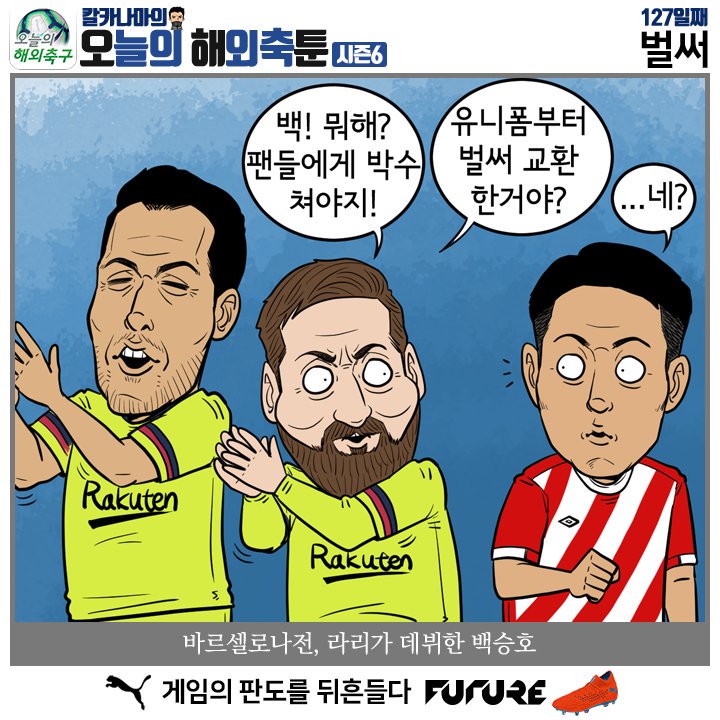 오늘의
해외축구
칼카나마의
오늘의 해외축툰
시즌6
127일째
벌써
백! 뭐해?
팬들에게 박수
쳐야지!
유니폼부터
벌써 교환
한거야?
...네?
Rakuten
Rakuten
바르셀로나전, 라리가 데뷔한 백승호
게임의 판도를 뒤흔들다 FUTURE